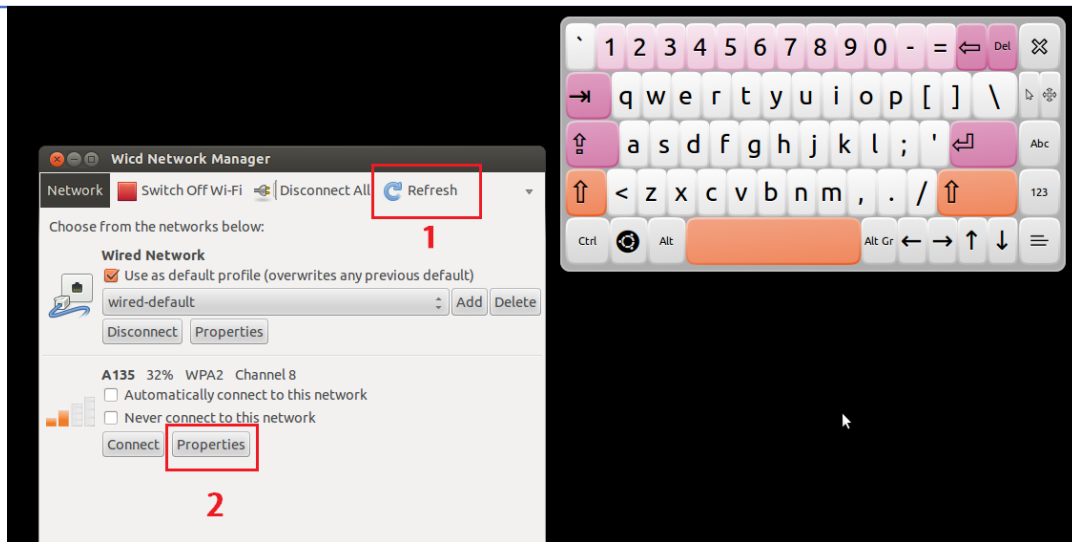 Wicd Network Manager
Network Switch Off Wi-Fi Disconnect All Refresh
1
Choose from the networks below:
Wired Network
Use as default profile (overwrites any previous default)
wired-default Add Delete
Disconnect Properties
A135 32% WPA2 Channel 8
Automatically connect to this network
Never connect to this network
Connect Properties
2
` 1 2 3 4 5 6 7 8 9 0 - = ⇦ Del
⇥ q w e r t y u i o p [ ] \
a s d f g h j k l ; ' Abc
⇧ < z x c v b n m , . / ⇧ 123
Ctrl Alt Alt Gr ← → ↑ ↓